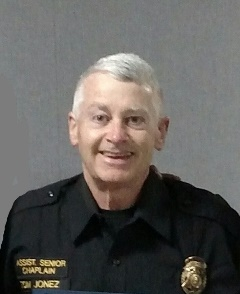 ASSIST. SENIOR
CHAPLAIN
TOM JONEZ